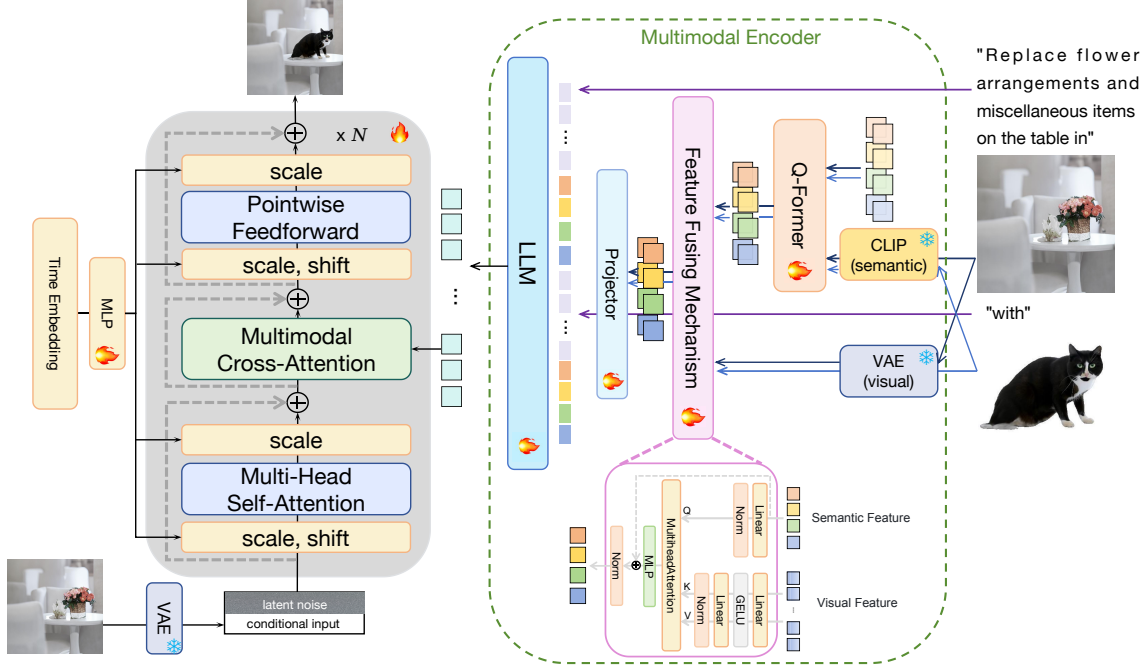 Multimodal Encoder
"Replace flower
arrangements and
miscellaneous items
on the table in"
"with"
x N
scale
Pointwise
Feedforward
scale, shift
Multimodal
Cross-Attention
scale
Multi-Head
Self-Attention
scale, shift
Time Embedding
MLP
latent noise
conditional input
VAE
...
LLM
...
...
Projector
Feature Fusing Mechanism
Q-Former
CLIP
(semantic)
VAE
(visual)
Norm
MLP
MultiheadAttention
Q
K
V
Norm
Linear
Norm
Linear
GELU
Linear
Semantic Feature
Visual Feature